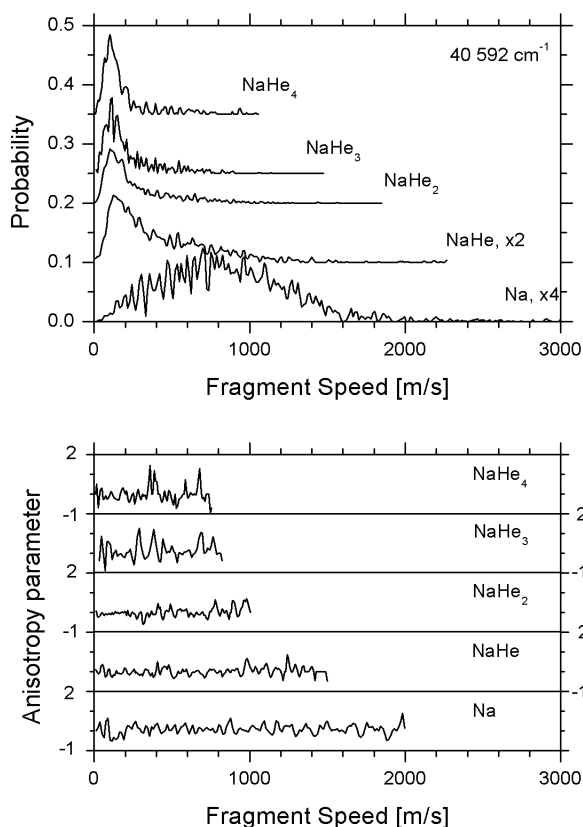 0.5
40 592 cm⁻¹
NaHe₄
0.4
NaHe₃
0.3
NaHe₂
0.2
NaHe, x2
0.1
Na, x4
0.0
Probability
0 1000 2000 3000
Fragment Speed [m/s]
2
NaHe₄
-1 2
NaHe₃
2 -1
NaHe₂
-1 2
NaHe
2 -1
Na
-1
Anisotropy parameter
0 1000 2000 3000
Fragment Speed [m/s]